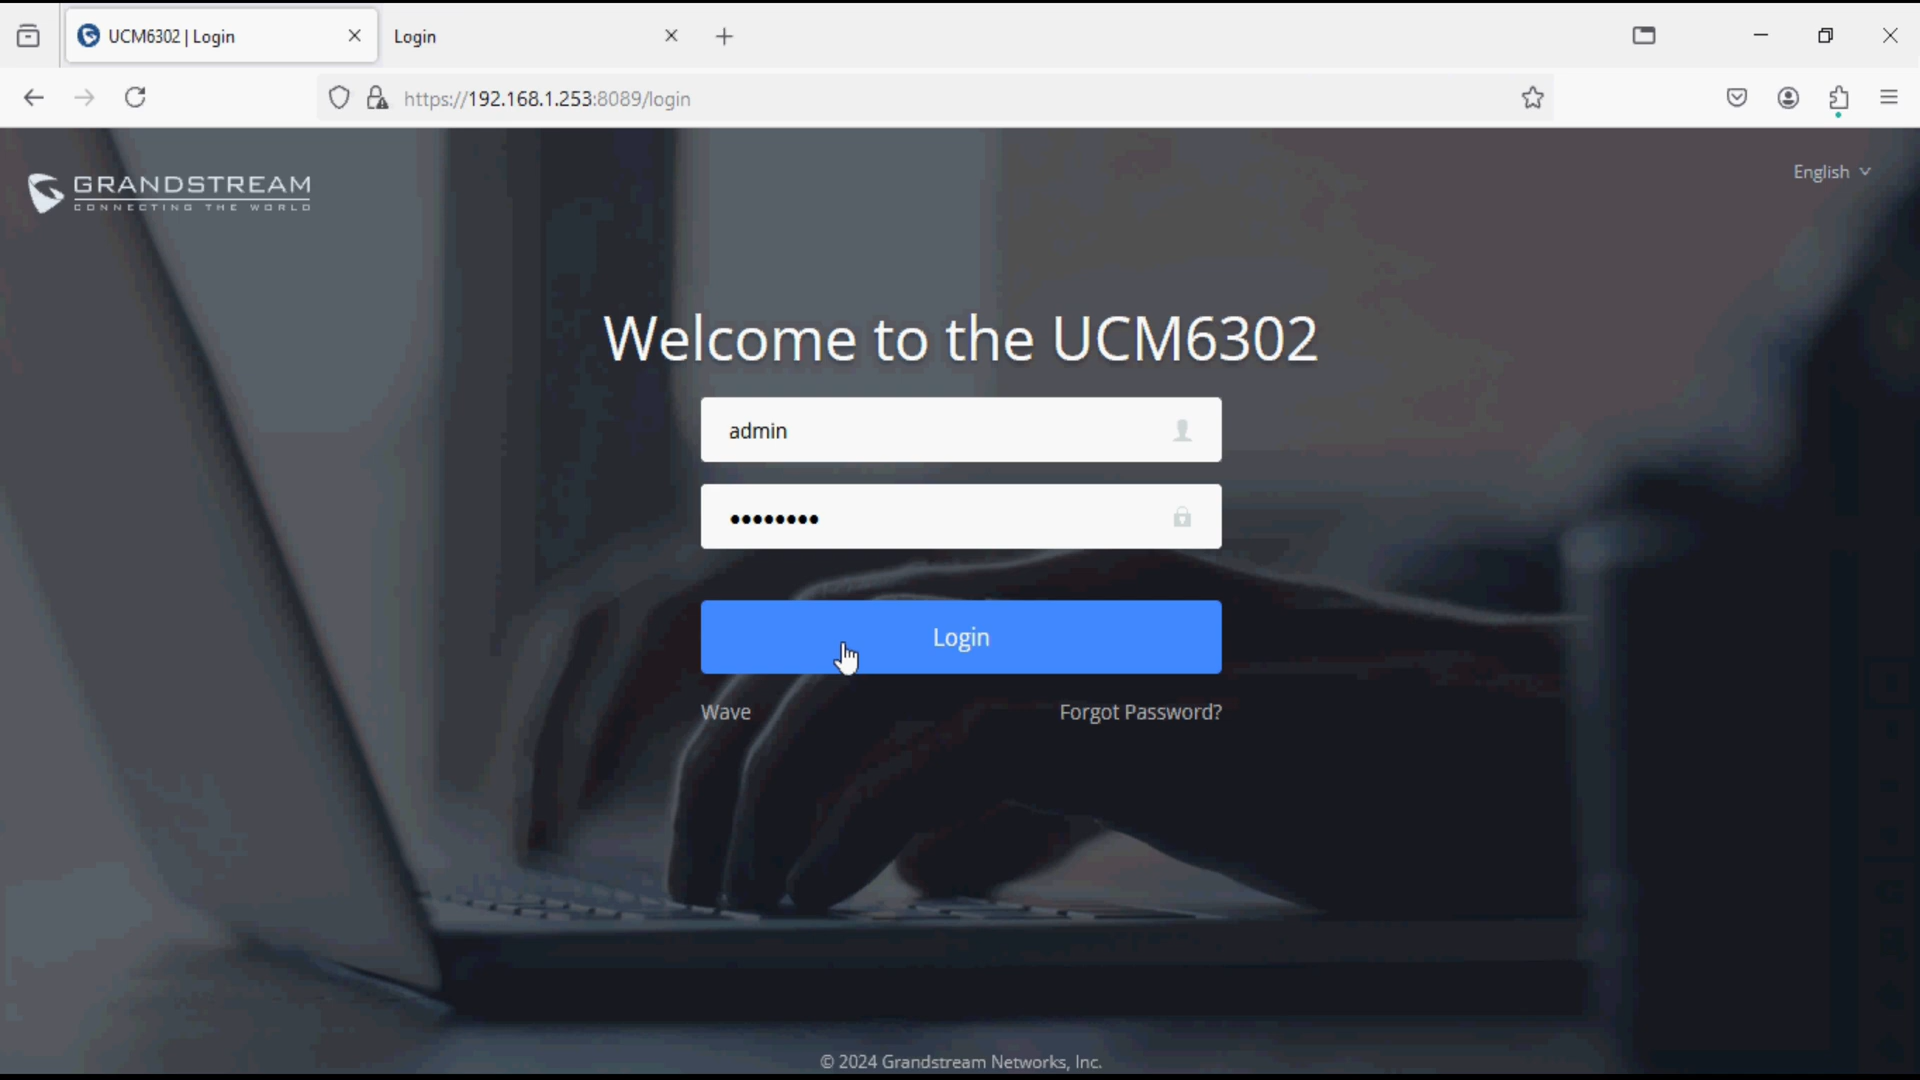 UCM6302 | Login
Login
https://192.168.1.253:8089/login
GRANDSTREAM
CONNECTING THE WORLD
English
Welcome to the UCM6302
admin
••••••••
Login
Wave
Forgot Password?
© 2024 Grandstream Networks, Inc.